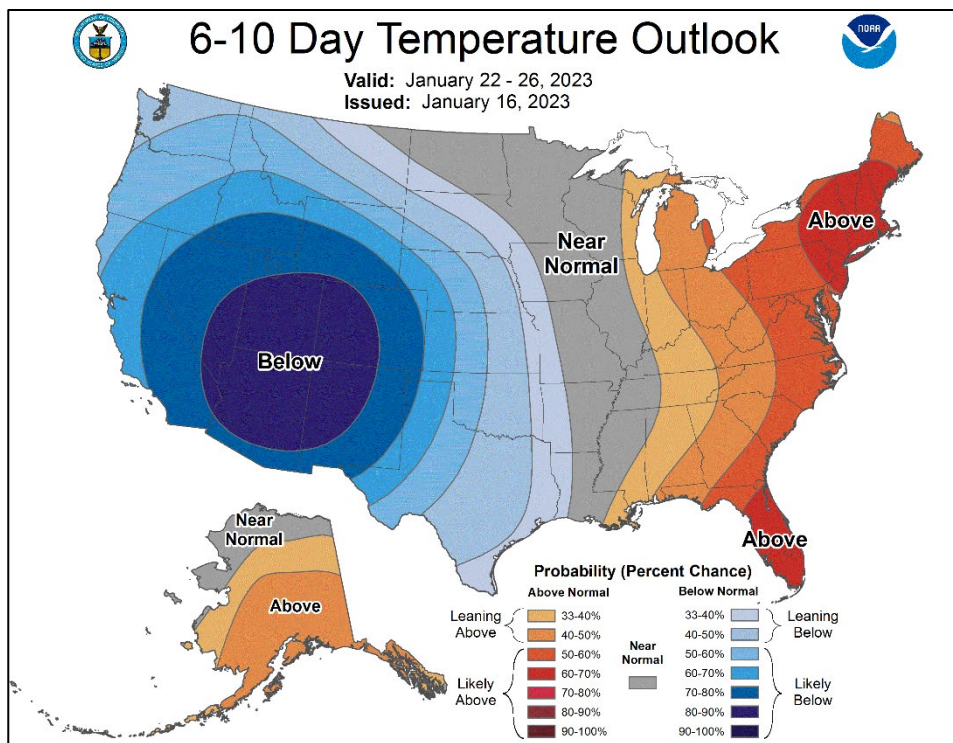 6-10 Day Temperature Outlook
Valid: January 22 - 26, 2023
Issued: January 16, 2023
NOAA
Above
Near
Normal
Below
Near
Normal
Above
Above
Probability (Percent Chance)
Above Normal
Below Normal
Leaning
Above
33-40%
40-50%
Likely
Above
50-60%
60-70%
70-80%
80-90%
90-100%
Near
Normal
33-40%
40-50%
Leaning
Below
50-60%
60-70%
70-80%
80-90%
90-100%
Likely
Below